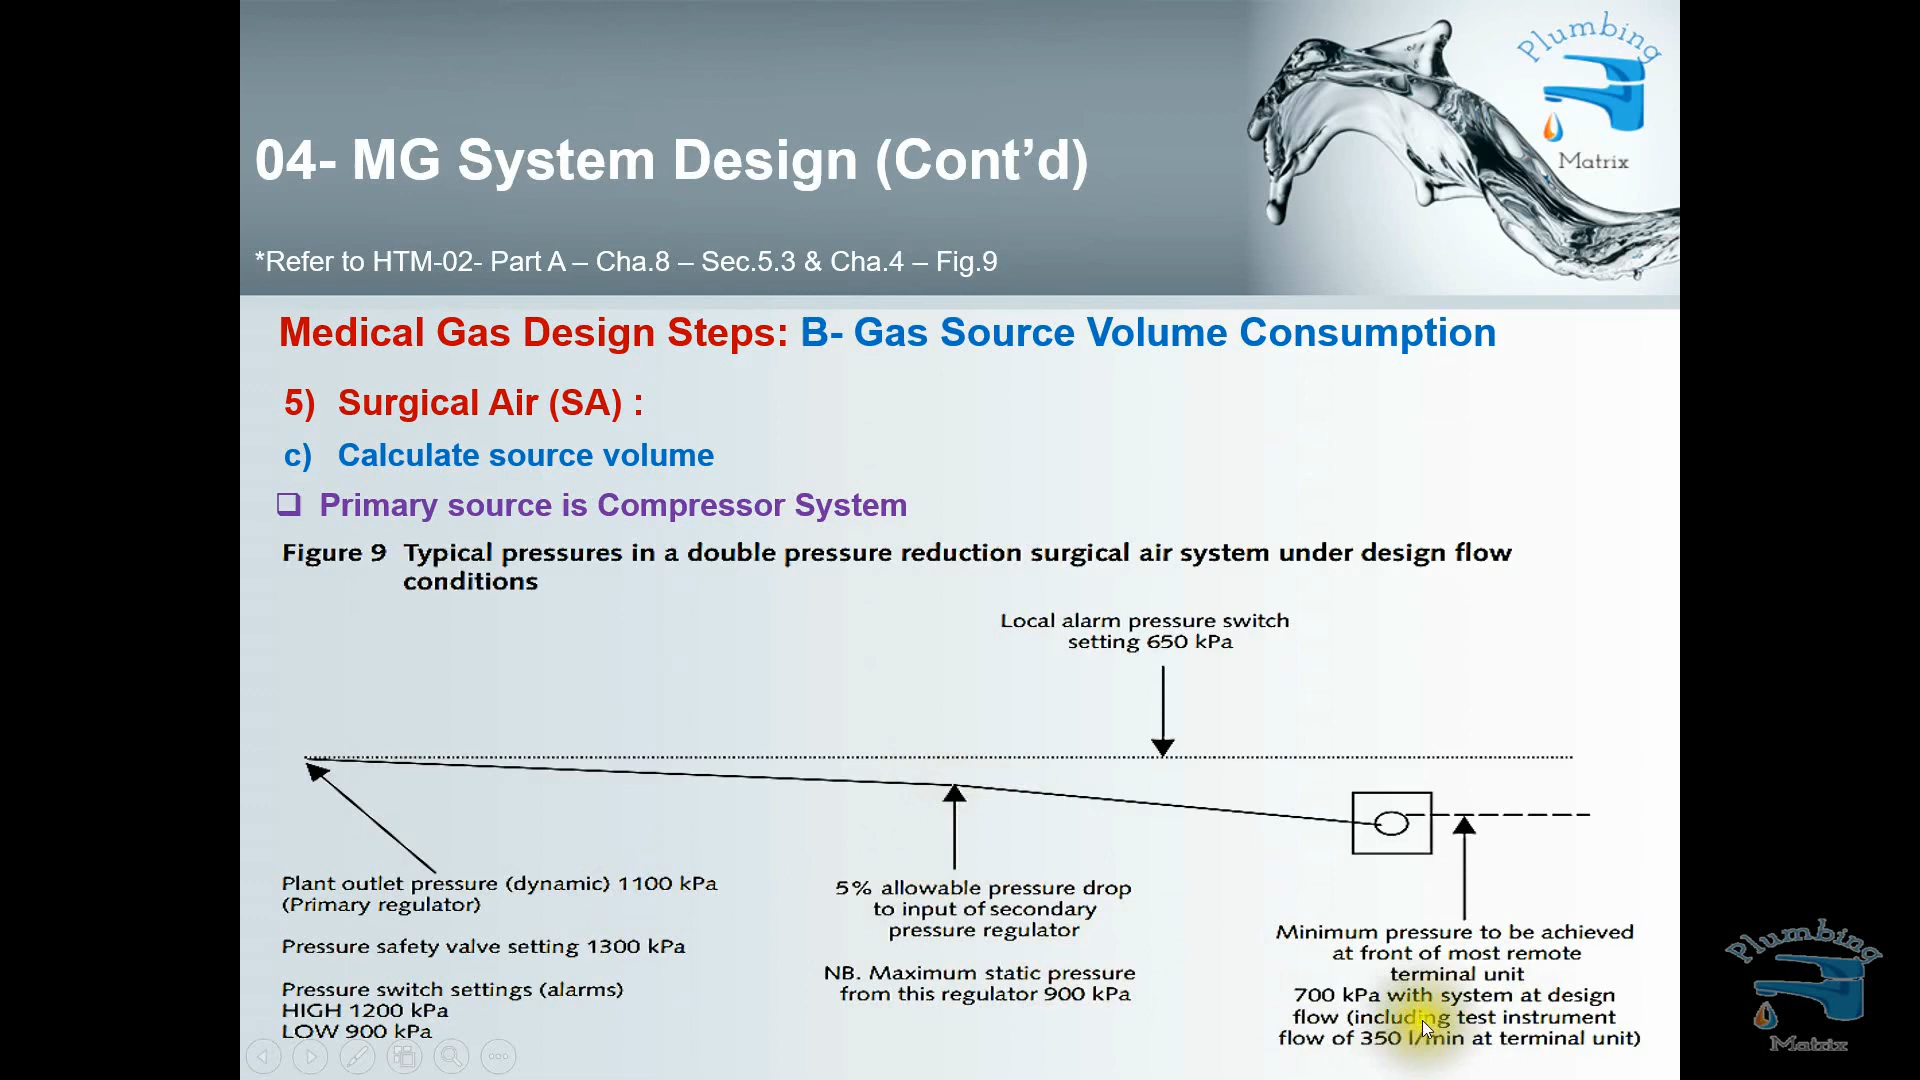 Plumbing
Matrix
04- MG System Design (Cont’d)
*Refer to HTM-02- Part A – Cha.8 – Sec.5.3 & Cha.4 – Fig.9
Medical Gas Design Steps: B- Gas Source Volume Consumption
5) Surgical Air (SA) :
c) Calculate source volume
Primary source is Compressor System
Figure 9 Typical pressures in a double pressure reduction surgical air system under design flow
conditions
Local alarm pressure switch
setting 650 kPa
Plant outlet pressure (dynamic) 1100 kPa
(Primary regulator)
Pressure safety valve setting 1300 kPa
Pressure switch settings (alarms)
HIGH 1200 kPa
LOW 900 kPa
5% allowable pressure drop
to input of secondary
pressure regulator
NB. Maximum static pressure
from this regulator 900 kPa
Minimum pressure to be achieved
at front of most remote
terminal unit
700 kPa with system at design
flow (including test instrument
flow of 350 l/min at terminal unit)
Plumbing
Matrix